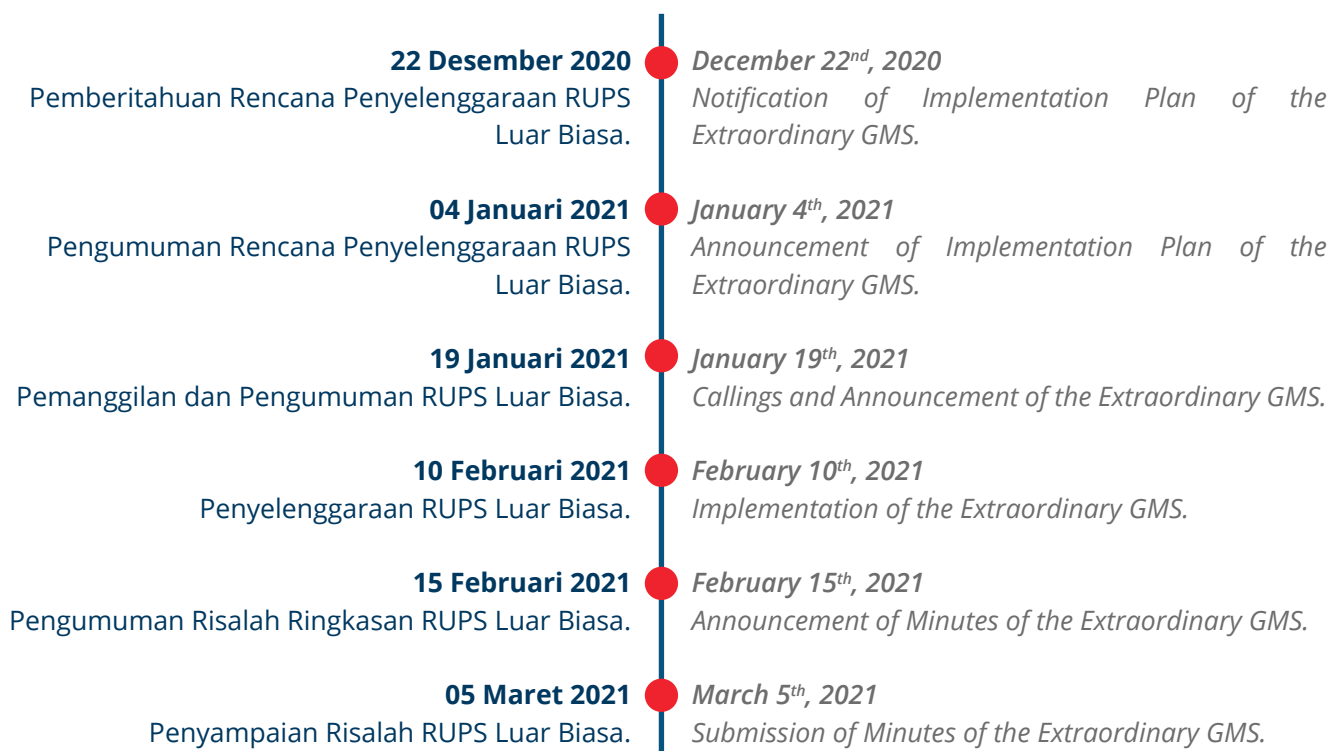 22 Desember 2020
Pemberitahuan Rencana Penyelenggaraan RUPS
Luar Biasa.
December 22nd, 2020
Notification of Implementation Plan of the
Extraordinary GMS.
04 Januari 2021
Pengumuman Rencana Penyelenggaraan RUPS
Luar Biasa.
January 4th, 2021
Announcement of Implementation Plan of the
Extraordinary GMS.
19 Januari 2021
Pemanggilan dan Pengumuman RUPS Luar Biasa.
January 19th, 2021
Callings and Announcement of the Extraordinary GMS.
10 Februari 2021
Penyelenggaraan RUPS Luar Biasa.
February 10th, 2021
Implementation of the Extraordinary GMS.
15 Februari 2021
Pengumuman Risalah Ringkasan RUPS Luar Biasa.
February 15th, 2021
Announcement of Minutes of the Extraordinary GMS.
05 Maret 2021
Penyampaian Risalah RUPS Luar Biasa.
March 5th, 2021
Submission of Minutes of the Extraordinary GMS.